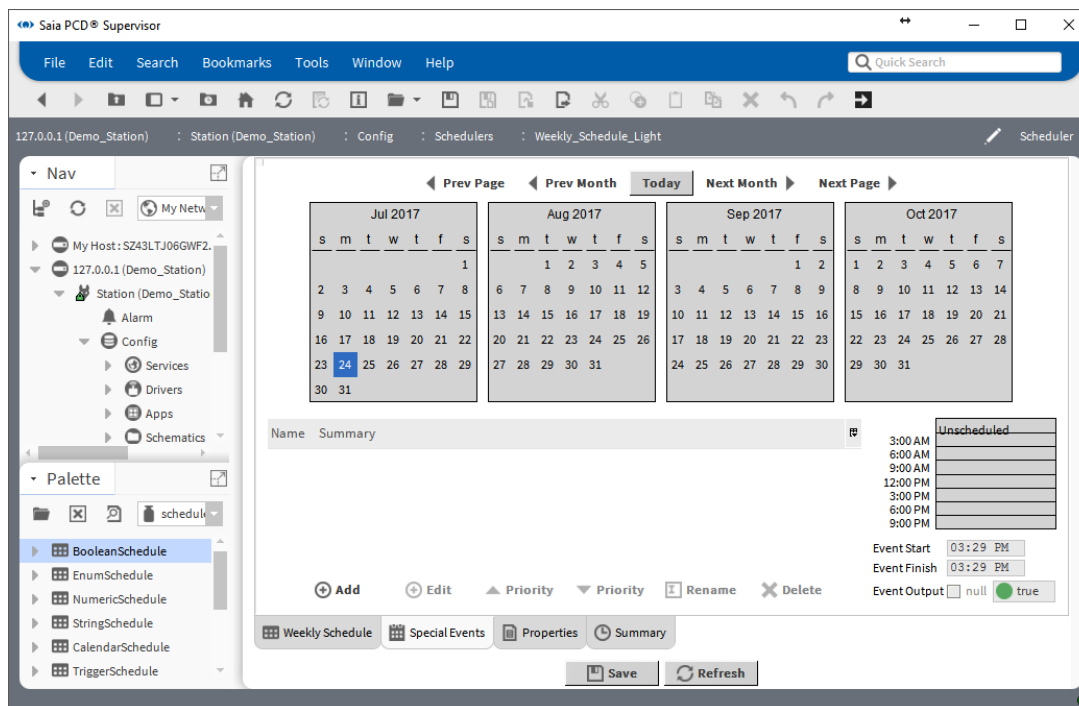 Saia PCD® Supervisor
File Edit Search Bookmarks Tools Window Help Quick Search
127.0.0.1 (Demo_Station) : Station (Demo_Station) : Config : Schedulers : Weekly_Schedule_Light Scheduler
Nav
My Netw
My Host : SZ43LTJ06GWF2.
127.0.0.1 (Demo_Station)
Station (Demo_Statio
Alarm
Config
Services
Drivers
Apps
Schematics
Palette
schedule
BooleanSchedule
EnumSchedule
NumericSchedule
StringSchedule
CalendarSchedule
TriggerSchedule
Prev Page Prev Month Today Next Month Next Page
Jul 2017
s m t w t f s
1
2 3 4 5 6 7 8
9 10 11 12 13 14 15
16 17 18 19 20 21 22
23 24 25 26 27 28 29
30 31
Aug 2017
s m t w t f s
1 2 3 4 5
6 7 8 9 10 11 12
13 14 15 16 17 18 19
20 21 22 23 24 25 26
27 28 29 30 31
Sep 2017
s m t w t f s
1 2
3 4 5 6 7 8 9
10 11 12 13 14 15 16
17 18 19 20 21 22 23
24 25 26 27 28 29 30
Oct 2017
s m t w t f s
1 2 3 4 5 6 7
8 9 10 11 12 13 14
15 16 17 18 19 20 21
22 23 24 25 26 27 28
29 30 31
Name Summary
Unscheduled
3:00 AM
6:00 AM
9:00 AM
12:00 PM
3:00 PM
6:00 PM
9:00 PM
Event Start 03:29 PM
Event Finish 03:29 PM
Event Output null true
Add Edit Priority Priority Rename Delete
Weekly Schedule Special Events Properties Summary
Save Refresh